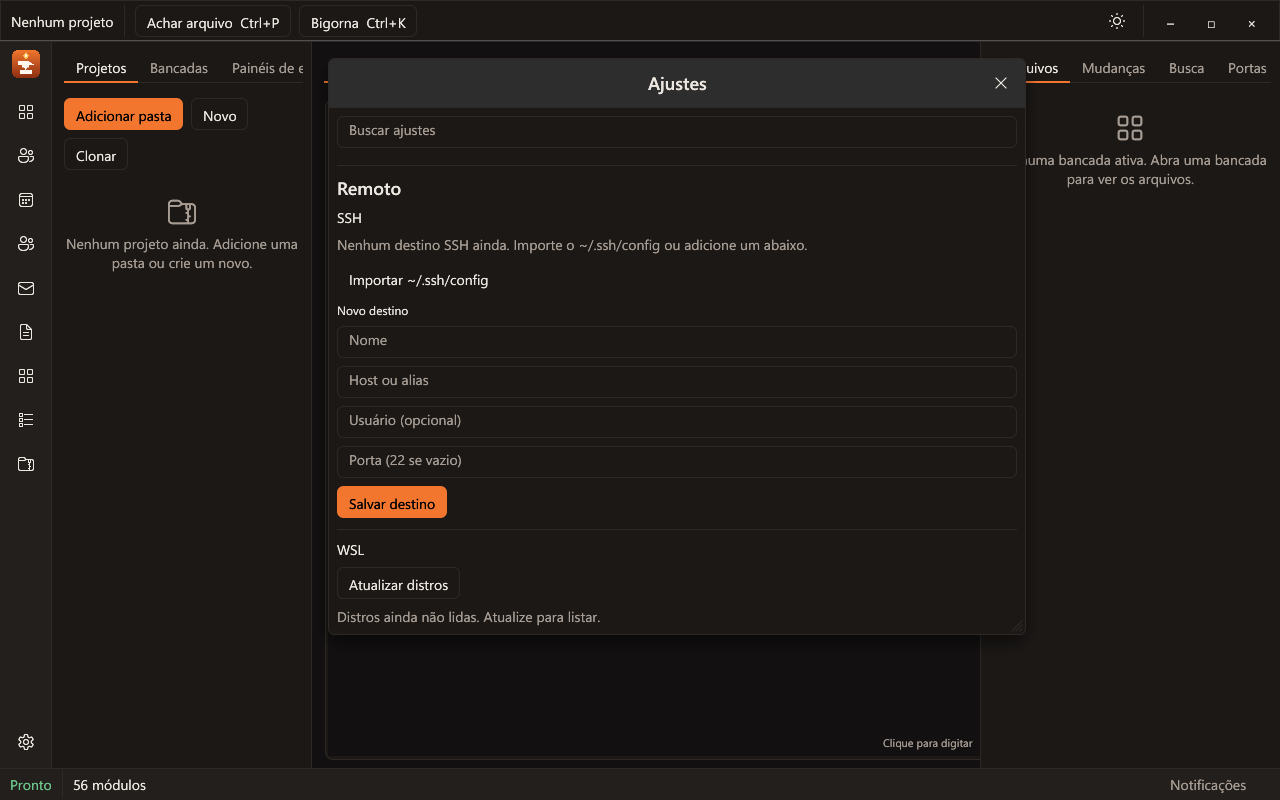 Nenhum projeto
Achar arquivo Ctrl+P
Bigorna Ctrl+K
Projetos
Bancadas
Painéis de e
Adicionar pasta
Novo
Clonar
Nenhum projeto ainda. Adicione uma
pasta ou crie um novo.
Ajustes
Buscar ajustes
Remoto
SSH
Nenhum destino SSH ainda. Importe o ~/.ssh/config ou adicione um abaixo.
Importar ~/.ssh/config
Novo destino
Nome
Host ou alias
Usuário (opcional)
Porta (22 se vazio)
Salvar destino
WSL
Atualizar distros
Distros ainda não lidas. Atualize para listar.
Clique para digitar
uivos
Mudanças
Busca
Portas
uma bancada ativa. Abra uma bancada
para ver os arquivos.
Pronto
56 módulos
Notificações